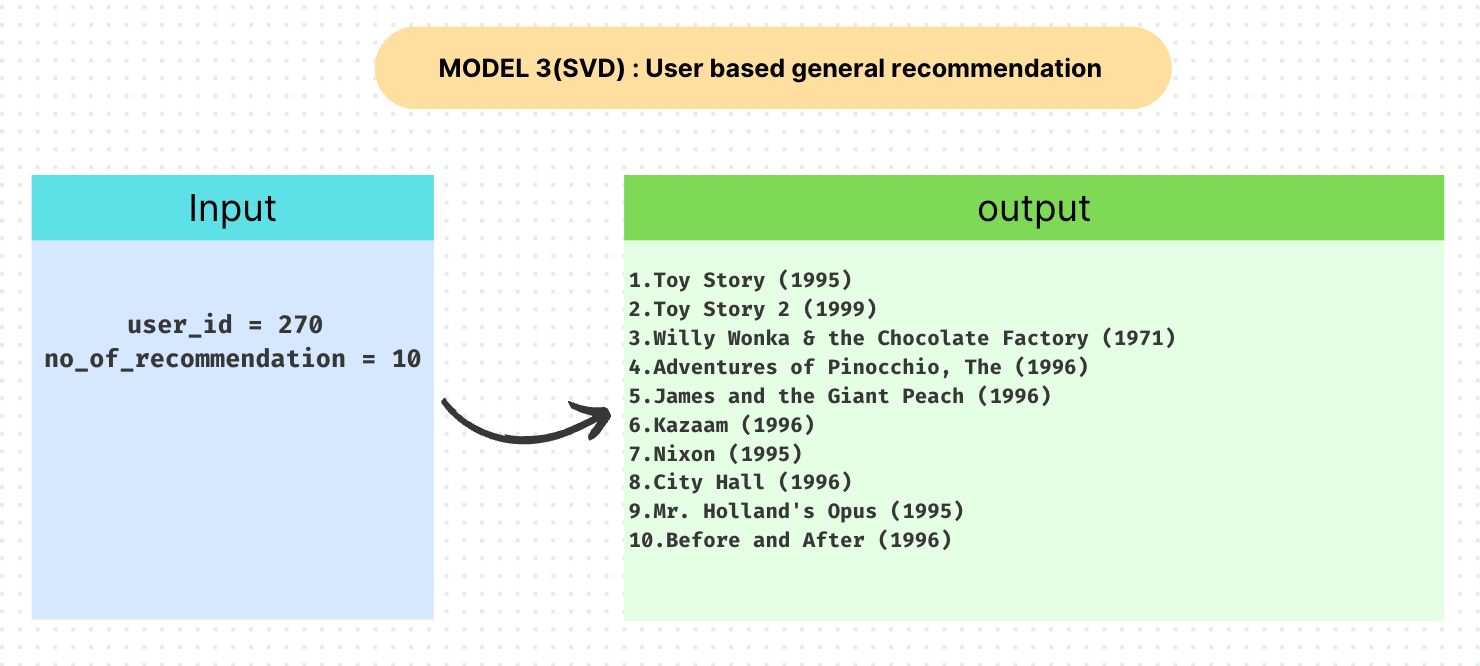 MODEL 3(SVD) : User based general recommendation
Input
user_id = 270
no_of_recommendation = 10
output
1.Toy Story (1995)
2.Toy Story 2 (1999)
3.Willy Wonka & the Chocolate Factory (1971)
4.Adventures of Pinocchio, The (1996)
5.James and the Giant Peach (1996)
6.Kazaam (1996)
7.Nixon (1995)
8.City Hall (1996)
9.Mr. Holland's Opus (1995)
10.Before and After (1996)